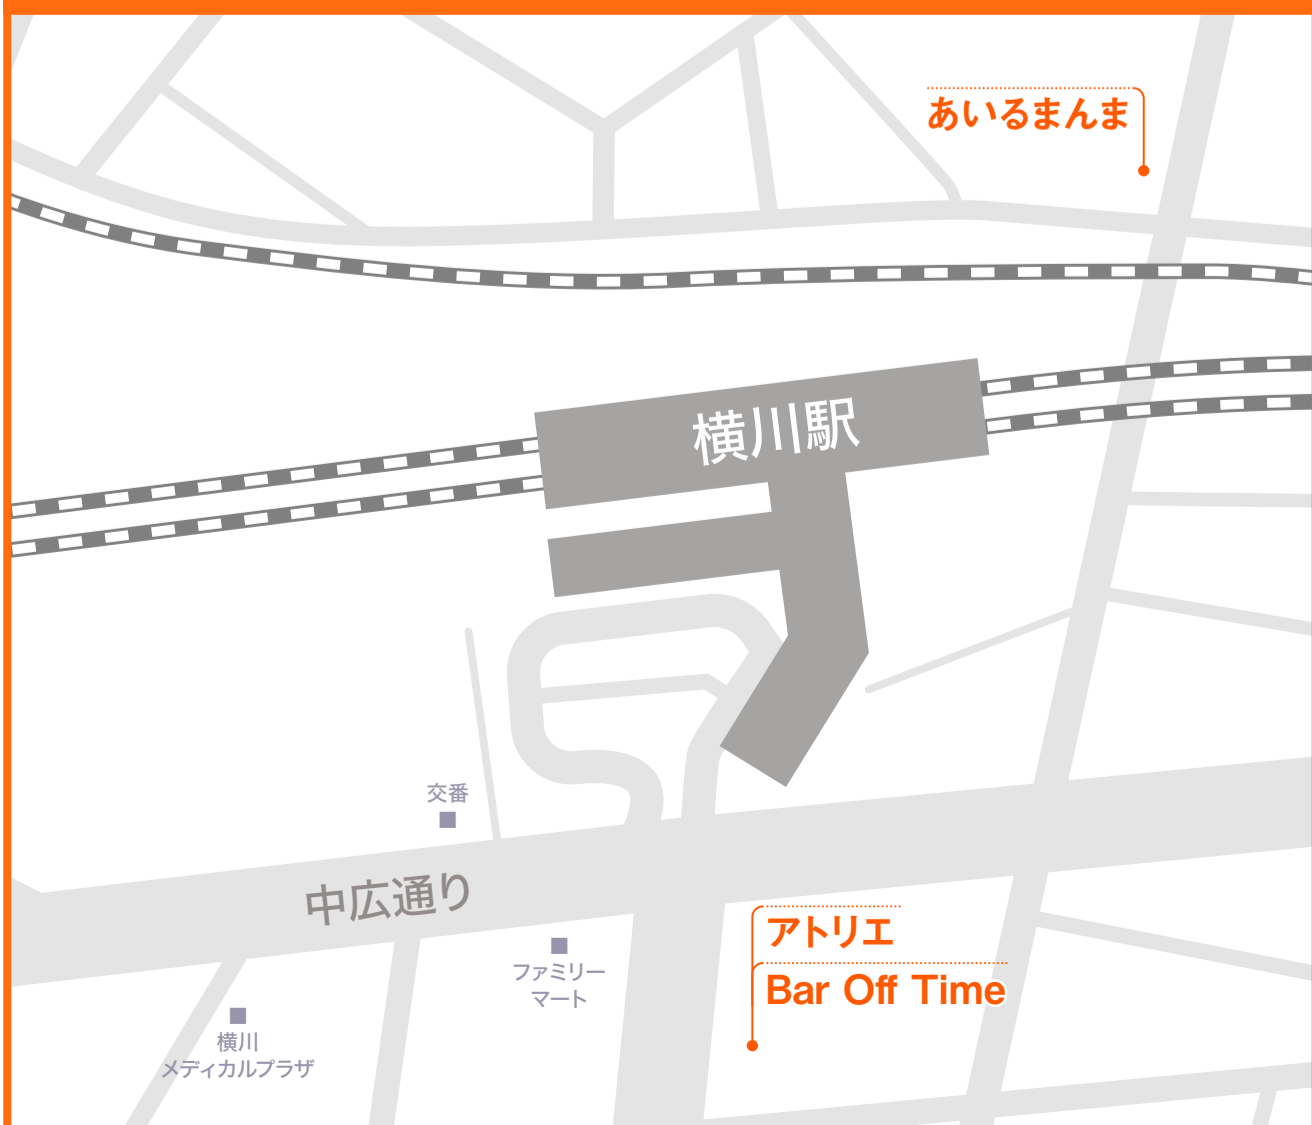 あいるまんま
横川駅
交番
中広通り
アトリエ
ファミリー
マート
Bar Off Time
横川
メディカルプラザ